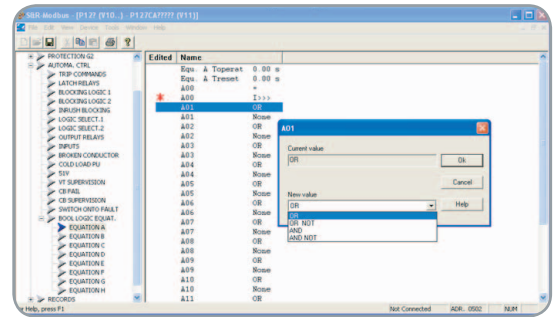 S&R-Modbus - [P127 (V10..) - P127CA????? (V11)]
File Edit View Device Tools Window Help
PROTECTION G2
AUTOMA. CTRL
TRIP COMMANDS
LATCH RELAYS
BLOCKING LOGIC 1
BLOCKING LOGIC 2
INRUSH BLOCKING
LOGIC SELECT.1
LOGIC SELECT.2
OUTPUT RELAYS
INPUTS
BROKEN CONDUCTOR
COLD LOAD PU
51V
VT SUPERVISION
CB FAIL
CB SUPERVISION
SWITCH ONTO FAULT
BOOL LOGIC EQUAT.
EQUATION A
EQUATION B
EQUATION C
EQUATION D
EQUATION E
EQUATION F
EQUATION G
EQUATION H
RECORDS
Edited Name
Equ. A Toperat 0.00 s
Equ. A Treset 0.00 s
A00 =
A00 I>>>
A01 OR
A01 None
A02 OR
A02 None
A03 OR
A03 None
A04 OR
A04 None
A05 OR
A05 None
A06 OR
A06 None
A07 OR
A07 None
A08 OR
A08 None
A09 OR
A09 None
A10 OR
A10 None
A11 OR
A01
Current value
OR
Ok
Cancel
New value
OR
Help
OR
OR NOT
AND
AND NOT
r Help, press F1
Not Connected ADR. 0502 NUM